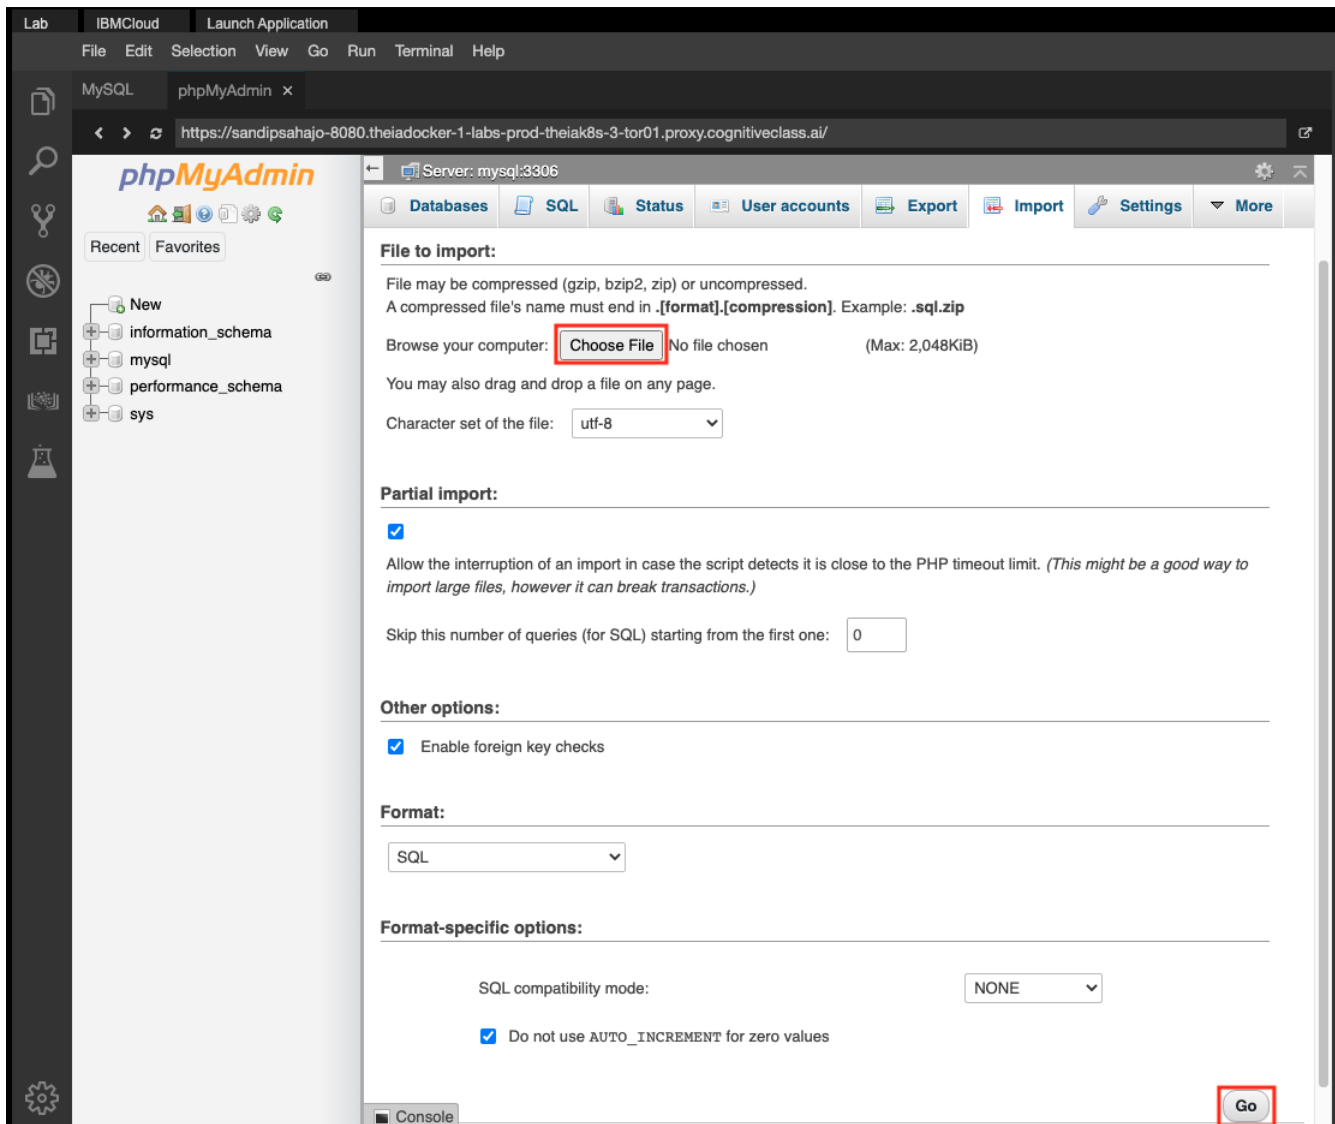 Lab IBMCloud Launch Application
File Edit Selection View Go Run Terminal Help
MySQL phpMyAdmin ×
https://sandipsahajo-8080.theiadocker-1-labs-prod-theiak8s-3-tor01.proxy.cognitiveclass.ai/
phpMyAdmin
Recent Favorites
New
information_schema
mysql
performance_schema
sys
Server: mysql:3306
Databases SQL Status User accounts Export Import Settings More
File to import:
File may be compressed (gzip, bzip2, zip) or uncompressed.
A compressed file's name must end in .[format].[compression]. Example: .sql.zip
Browse your computer: Choose File No file chosen (Max: 2,048KiB)
You may also drag and drop a file on any page.
Character set of the file: utf-8
Partial import:
Allow the interruption of an import in case the script detects it is close to the PHP timeout limit. (This might be a good way to
import large files, however it can break transactions.)
Skip this number of queries (for SQL) starting from the first one: 0
Other options:
Enable foreign key checks
Format:
SQL
Format-specific options:
SQL compatibility mode: NONE
Do not use AUTO_INCREMENT for zero values
Go
Console